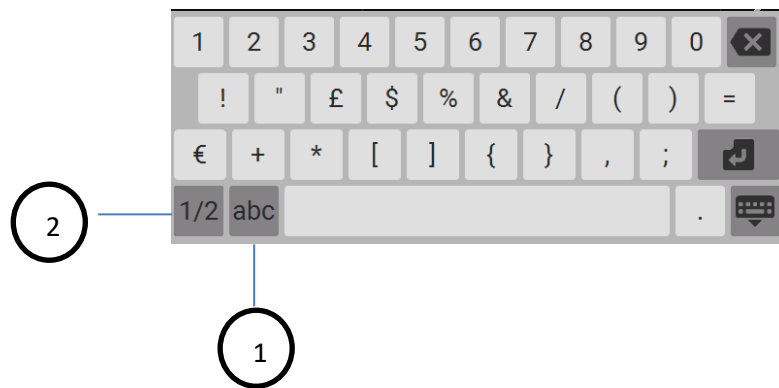 1 2 3 4 5 6 7 8 9 0
! " £ $ % & / ( ) =
€ + * [ ] { } , ;
1/2 abc .
2
1